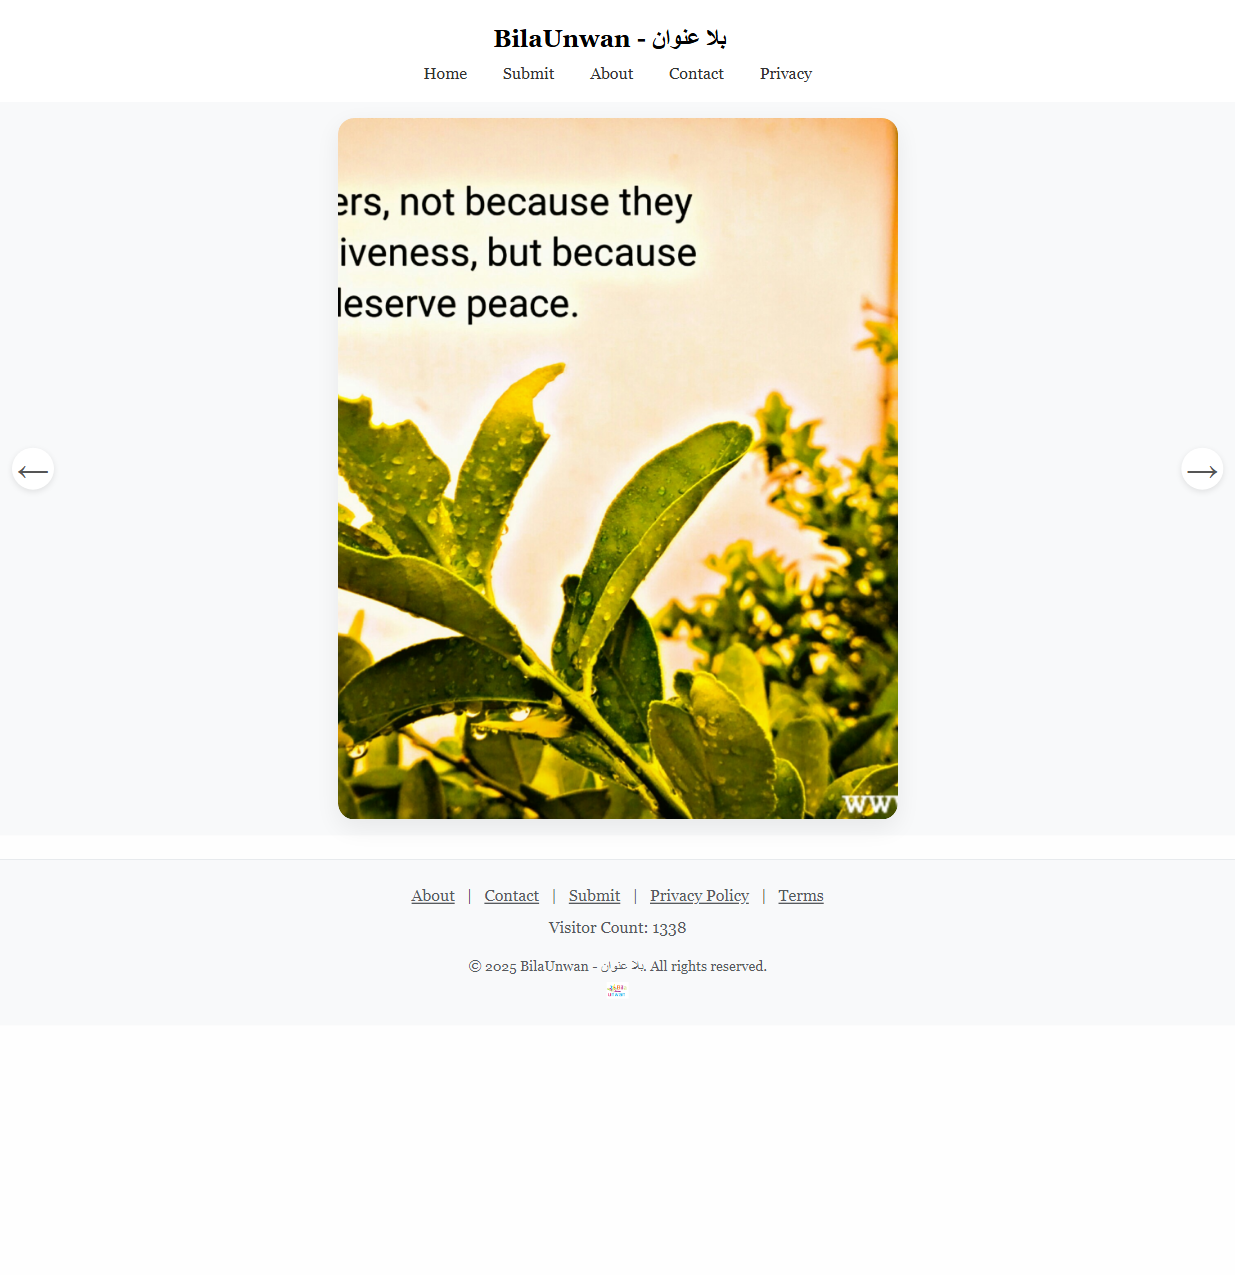 BilaUnwan - بلا عنوان
Home Submit About Contact Privacy
ers, not because they
iveness, but because
deserve peace.
←
→
ww
About | Contact | Submit | Privacy Policy | Terms
Visitor Count: 1338
© 2025 BilaUnwan - بلا عنوان. All rights reserved.